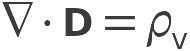 ∇ · D = ρᵥ